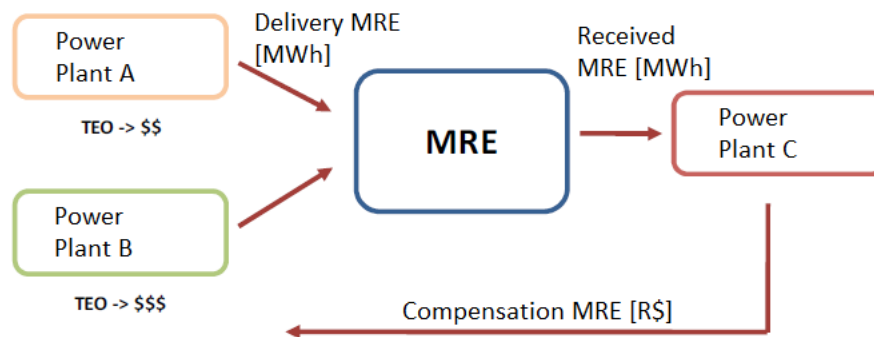 Power
Plant A
TEO -> $$
Delivery MRE
[MWh]
MRE
Received
MRE [MWh]
Power
Plant C
Power
Plant B
TEO -> $$$
Compensation MRE [R$]